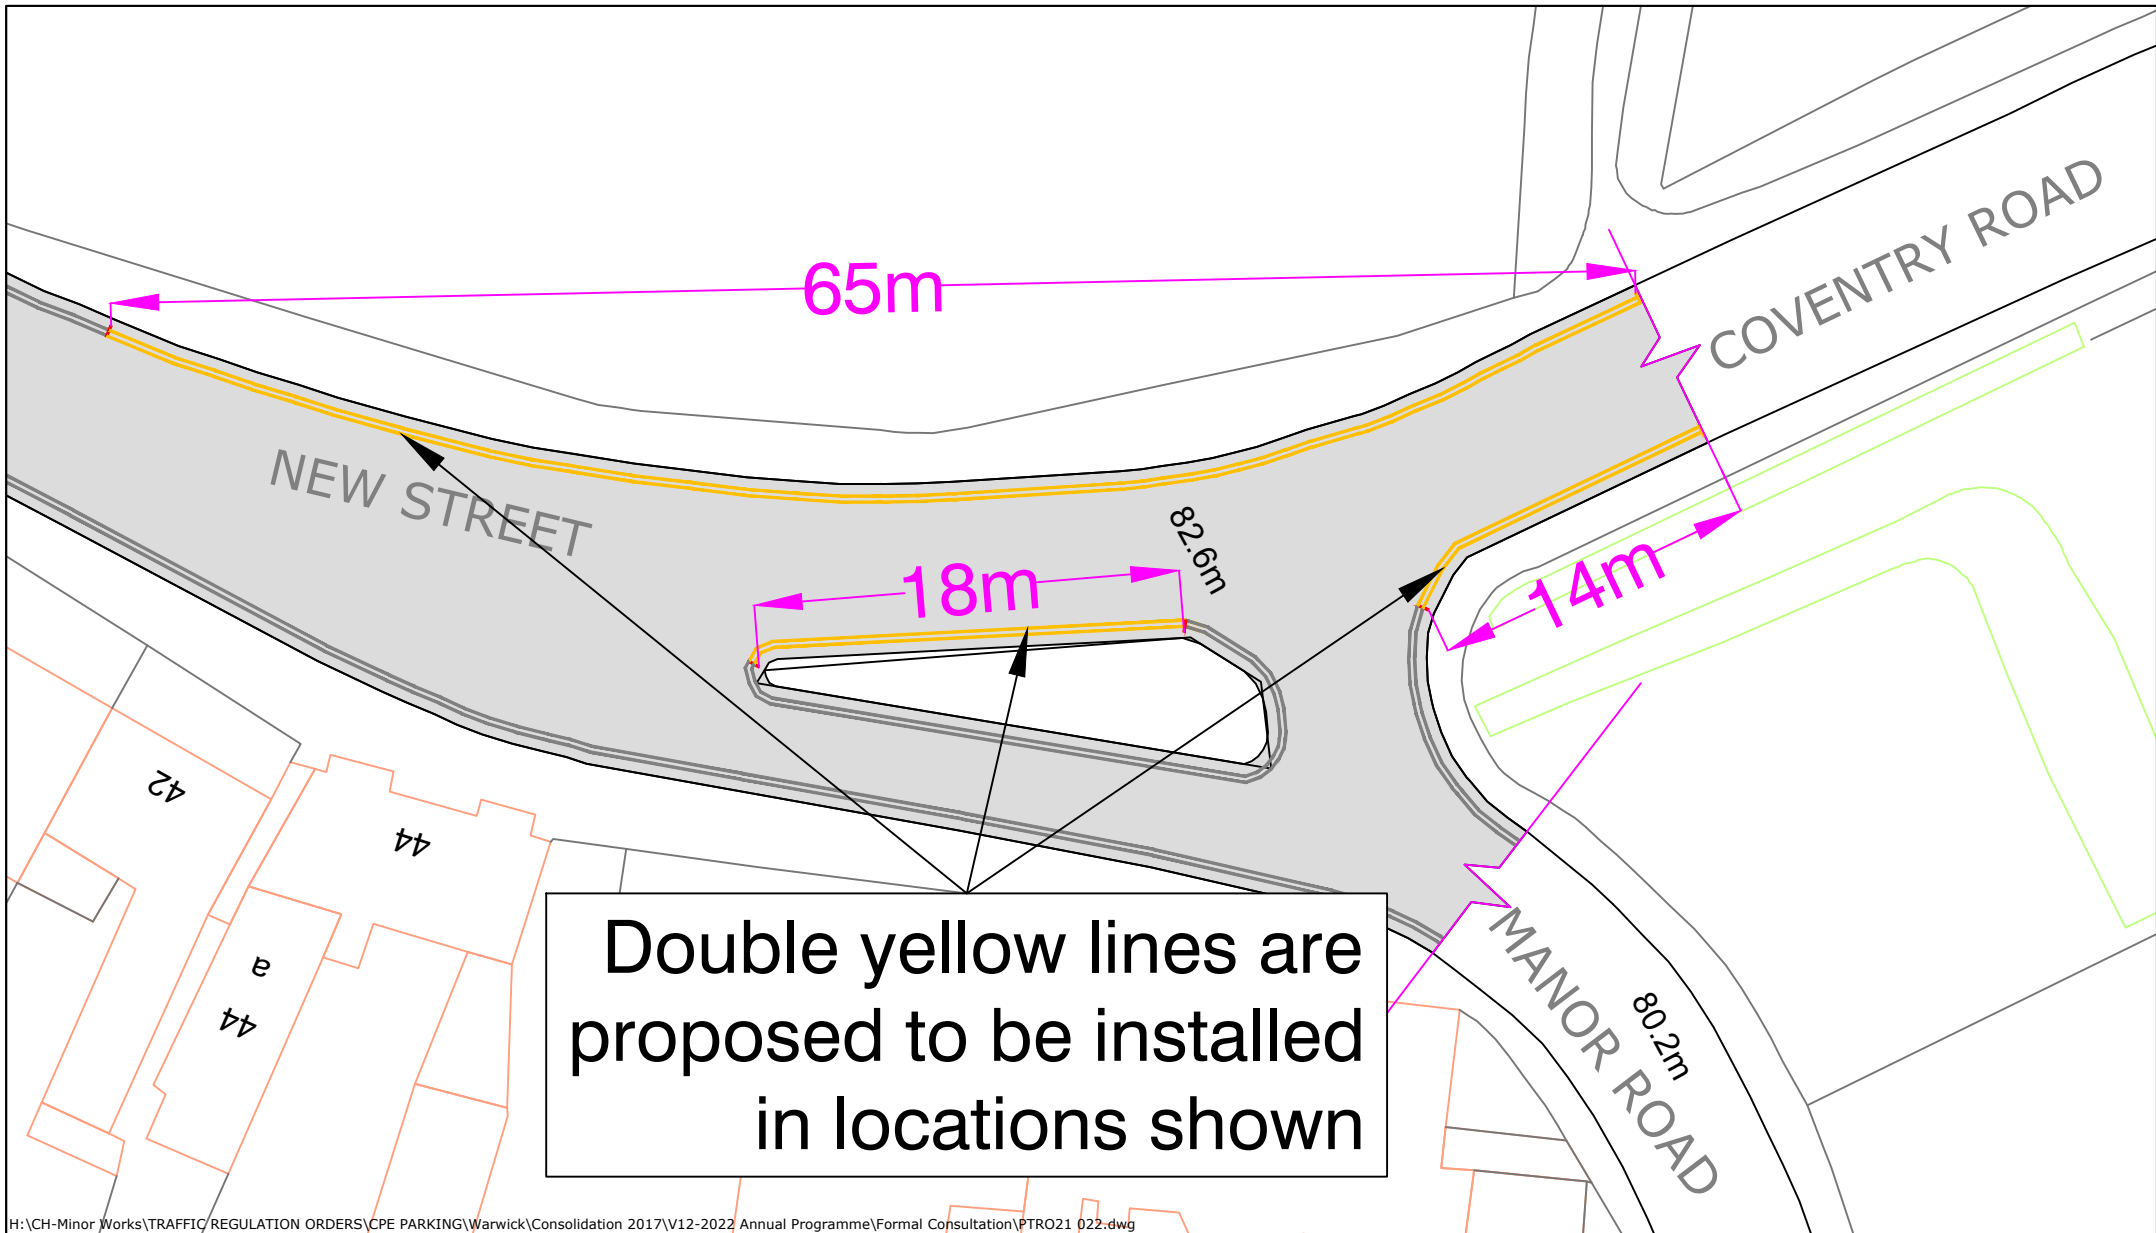 COVENTRY ROAD
65m
NEW STREET
82.6m
18m
14m
42
44
a
44
Double yellow lines are
proposed to be installed
in locations shown
MANOR ROAD
80.2m
H:\CH-Minor Works\TRAFFIC REGULATION ORDERS\CPE PARKING\Warwick\Consolidation 2017\V12-2022 Annual Programme\Formal Consultation\PTRO21 022.dwg